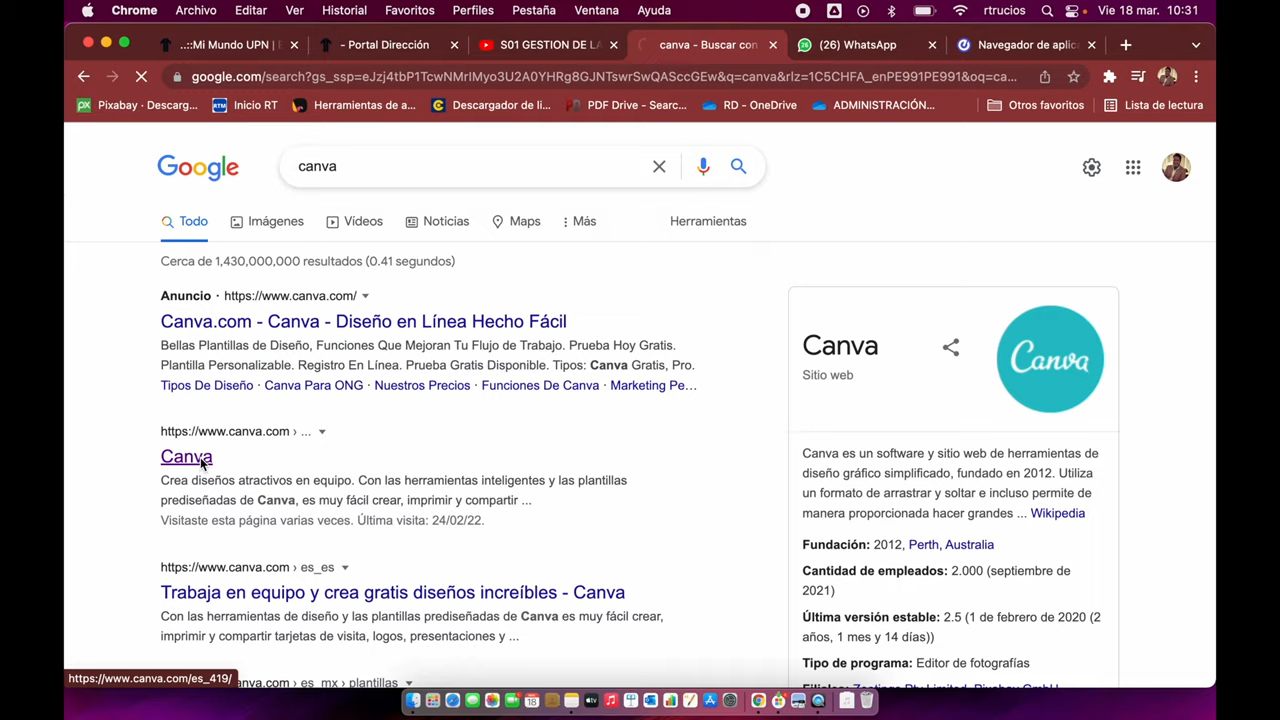 Chrome Archivo Editar Ver Historial Favoritos Perfiles Pestaña Ventana Ayuda rtrucios Vie 18 mar. 10:31
..::Mi Mundo UPN | - Portal Dirección S01 GESTION DE LA canva - Buscar con (26) WhatsApp Navegador de aplic
google.com/search?gs_ssp=eJzj4tbP1TcwNMrIMyo3U2A0YHRg8GJNTswrSwQASccGEw&q=canva&rlz=1C5CHFA_enPE991PE991&oq=ca...
Pixabay - Descarg... Inicio RT Herramientas de a... Descargador de li... PDF Drive - Searc... RD - OneDrive ADMINISTRACIÓN... Otros favoritos Lista de lectura
Google canva
Todo Imágenes Vídeos Noticias Maps Más Herramientas
Cerca de 1,430,000,000 resultados (0.41 segundos)
Anuncio · https://www.canva.com/
Canva.com - Canva - Diseño en Línea Hecho Fácil
Bellas Plantillas de Diseño, Funciones Que Mejoran Tu Flujo de Trabajo. Prueba Hoy Gratis.
Plantilla Personalizable. Registro En Línea. Prueba Gratis Disponible. Tipos: Canva Gratis, Pro.
Tipos De Diseño · Canva Para ONG · Nuestros Precios · Funciones De Canva · Marketing Pe...
https://www.canva.com › ...
Canva
Crea diseños atractivos en equipo. Con las herramientas inteligentes y las plantillas
prediseñadas de Canva, es muy fácil crear, imprimir y compartir ...
Visitaste esta página varias veces. Última visita: 24/02/22.
https://www.canva.com › es_es
Trabaja en equipo y crea gratis diseños increíbles - Canva
Con las herramientas de diseño y las plantillas prediseñadas de Canva es muy fácil crear,
imprimir y compartir tarjetas de visita, logos, presentaciones y ...
.canva.com › es_mx › plantillas
https://www.canva.com/es_419/
Canva
Sitio web
Canva
Canva es un software y sitio web de herramientas de
diseño gráfico simplificado, fundado en 2012. Utiliza
un formato de arrastrar y soltar e incluso permite de
manera proporcionada hacer grandes ... Wikipedia
Fundación: 2012, Perth, Australia
Cantidad de empleados: 2.000 (septiembre de
2021)
Última versión estable: 2.5 (1 de febrero de 2020 (2
años, 1 mes y 14 días))
Tipo de programa: Editor de fotografías